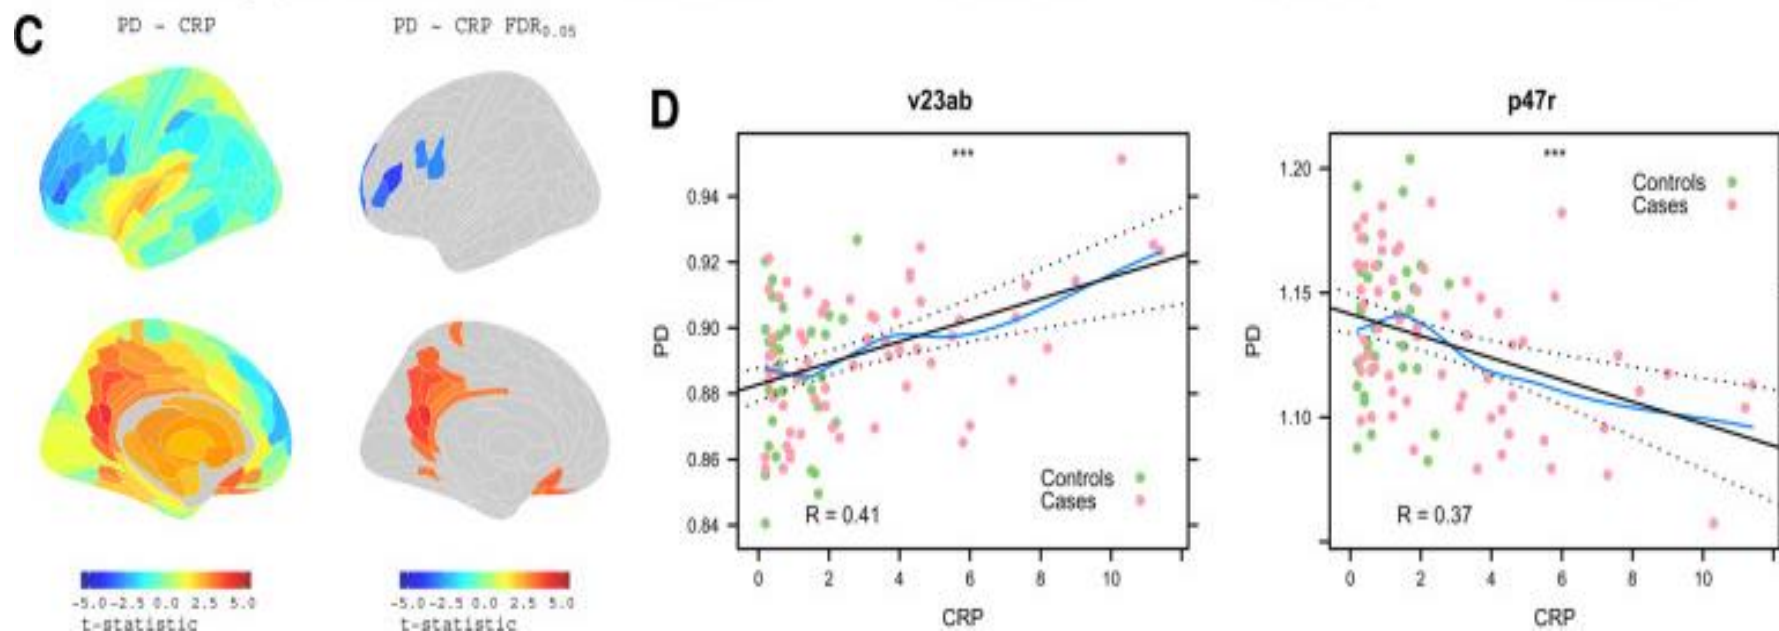 C
PD ~ CRP
PD ~ CRP FDR0.05
-5.0 -2.5 0.0 2.5 5.0
t-statistic
-5.0 -2.5 0.0 2.5 5.0
t-statistic
D
v23ab
***
0.94
0.92
0.90
0.88
0.86
0.84
PD
Controls
Cases
R = 0.41
0 2 4 6 8 10
CRP
p47r
***
1.20
1.15
1.10
PD
Controls
Cases
R = 0.37
0 2 4 6 8 10
CRP